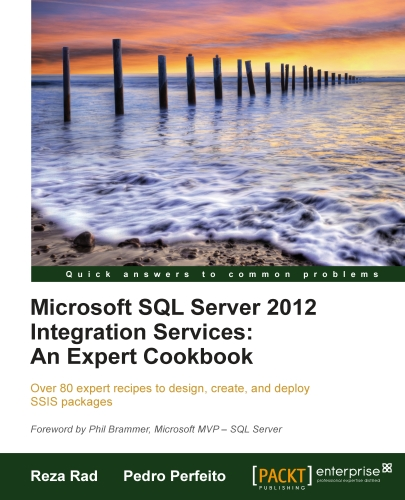 Quick answers to common problems
Microsoft SQL Server 2012
Integration Services:
An Expert Cookbook
Over 80 expert recipes to design, create, and deploy
SSIS packages
Foreword by Phil Brammer, Microsoft MVP – SQL Server
Reza Rad Pedro Perfeito
[PACKT] enterprise
PUBLISHING professional expertise distilled